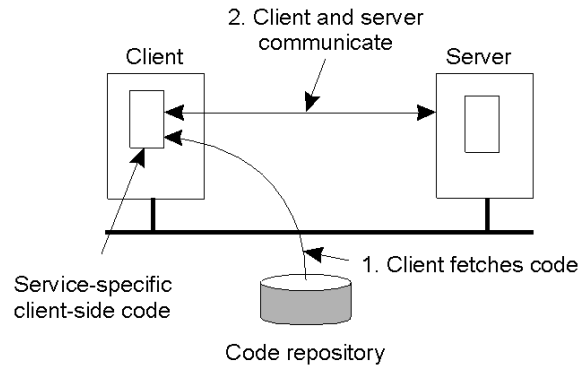 2. Client and server
communicate
Client
Server
1. Client fetches code
Service-specific
client-side code
Code repository